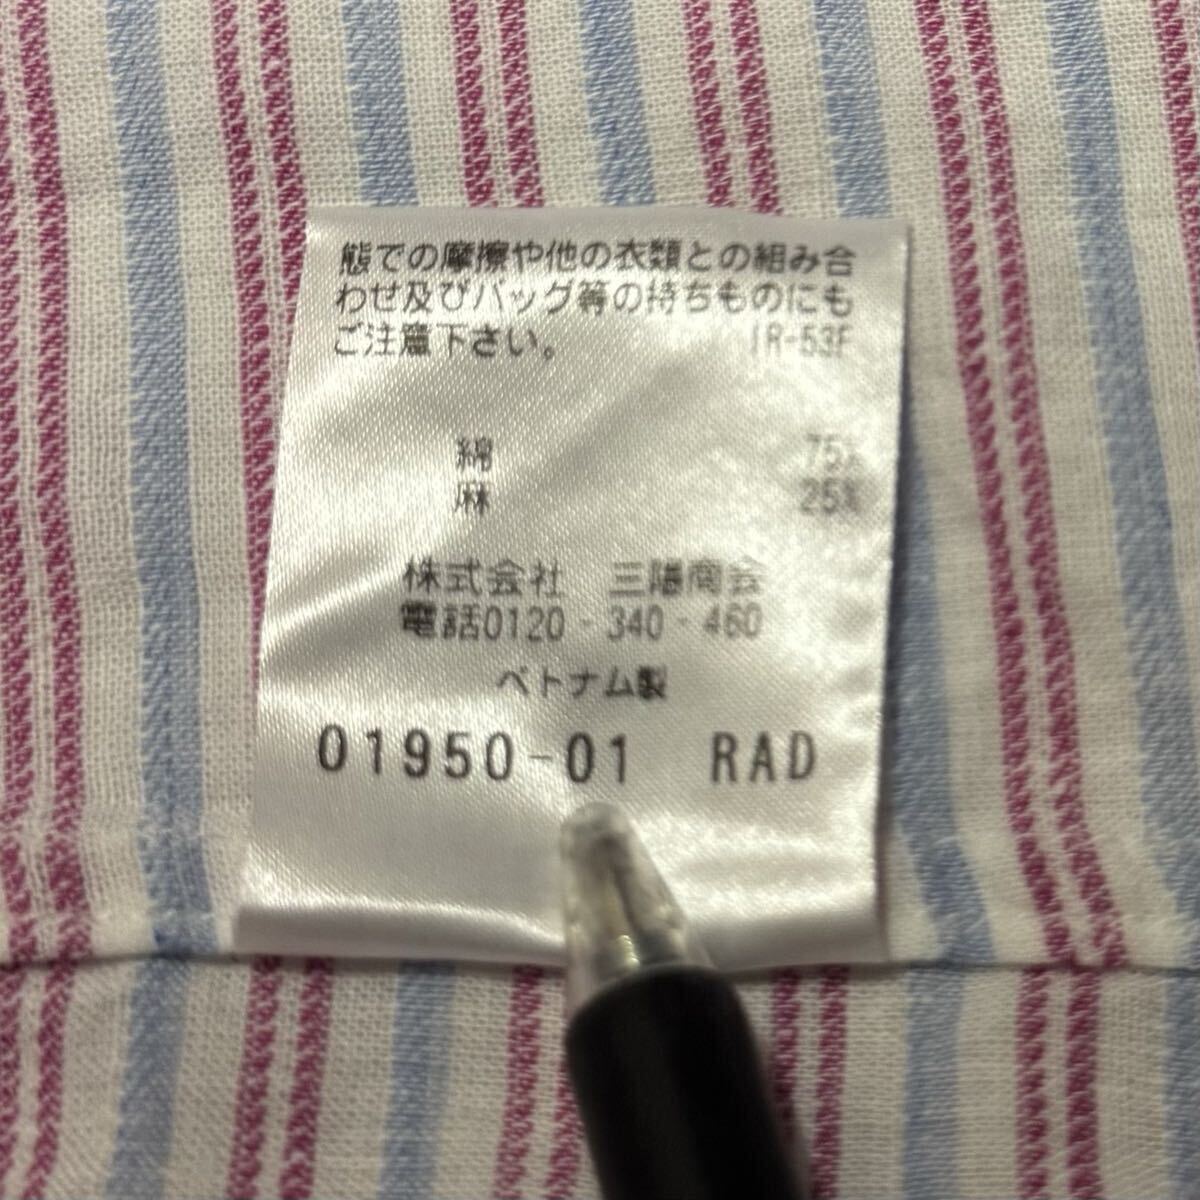 態での摩擦や他の衣類との組み合
わせ及びバッグ等の持ちものにも
ご注意下さい。 IR-53F
綿 75%
麻 25%
株式会社 三陽商会
電話0120-340-460
ベトナム製
01950-01 RAD